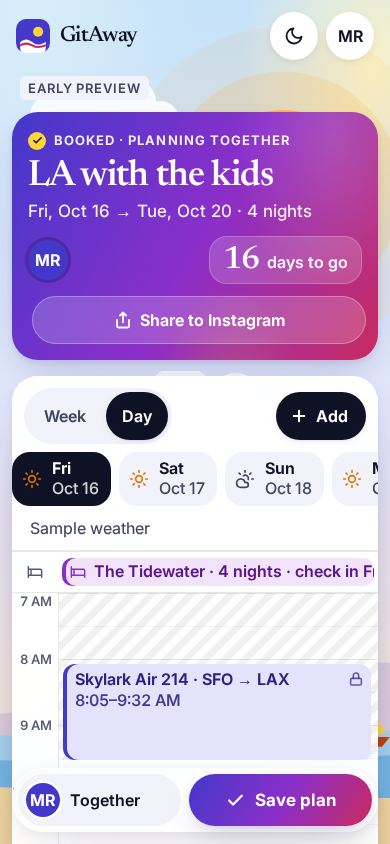 GitAway
MR
EARLY PREVIEW
BOOKED · PLANNING TOGETHER
LA with the kids
Fri, Oct 16 → Tue, Oct 20 · 4 nights
MR
16 days to go
Share to Instagram
Week
Day
Add
Fri
Oct 16
Sat
Oct 17
Sun
Oct 18
Sample weather
The Tidewater · 4 nights · check in
7 AM
8 AM
Skylark Air 214 · SFO → LAX
8:05–9:32 AM
9 AM
MR
Together
Save plan